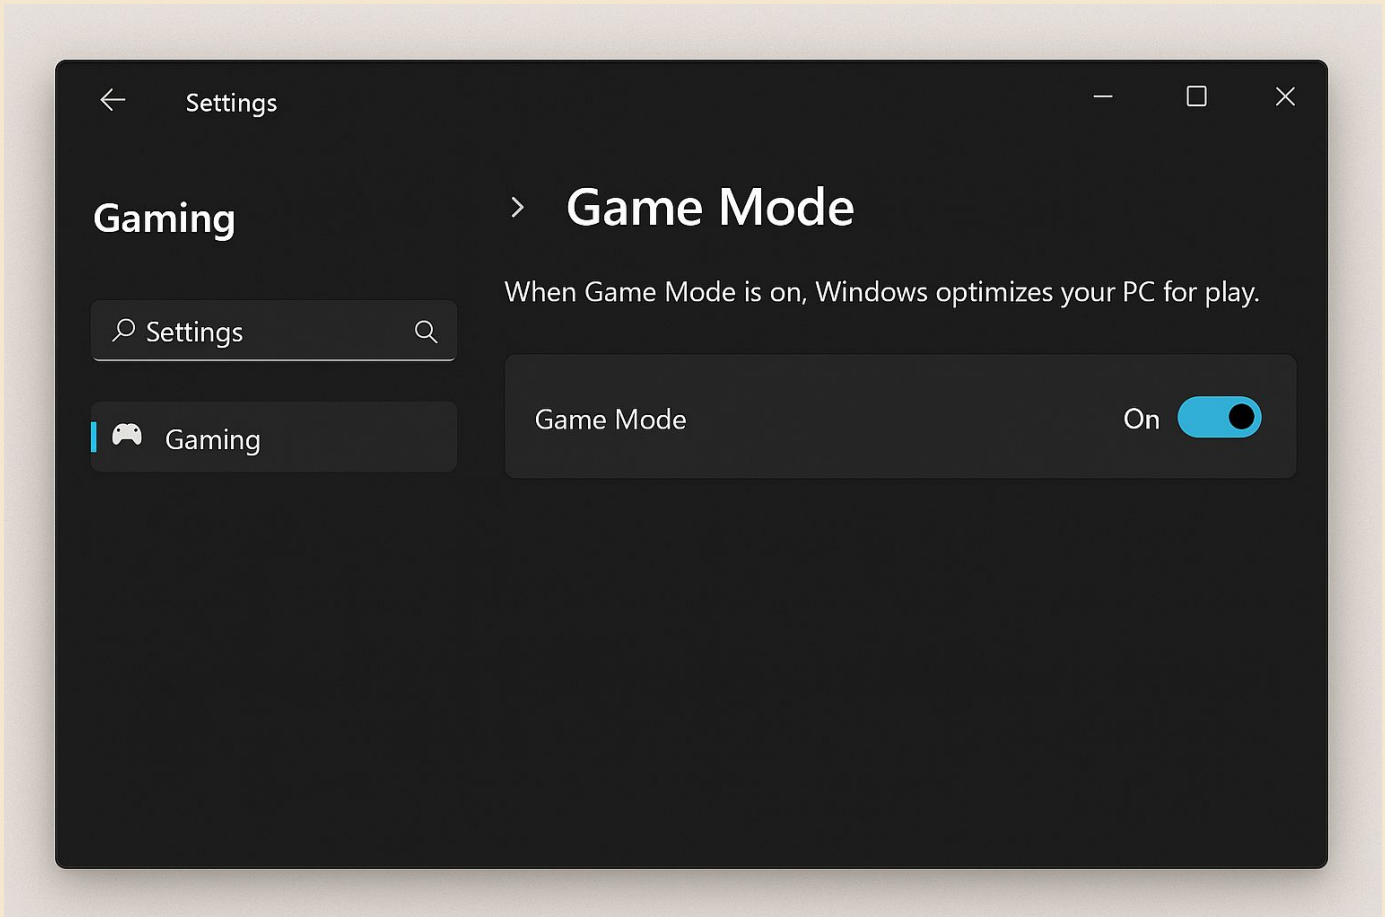 Settings
Gaming
Settings
Gaming
Game Mode
When Game Mode is on, Windows optimizes your PC for play.
Game Mode
On